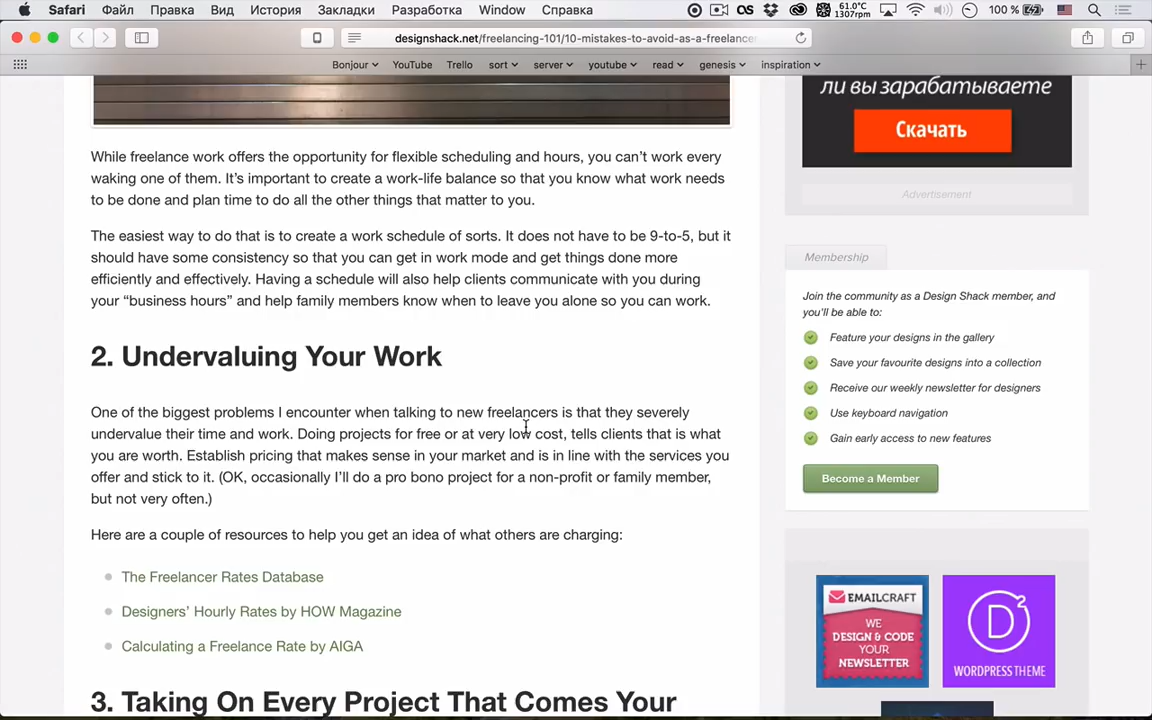 Safari Файл Правка Вид История Закладки Разработка Window Справка 61.0°C 1307rpm 100 %
designshack.net/freelancing-101/10-mistakes-to-avoid-as-a-freelance
Bonjour YouTube Trello sort server youtube read genesis inspiration
ли вы зарабатываете
Скачать
Advertisement
While freelance work offers the opportunity for flexible scheduling and hours, you can’t work every
waking one of them. It’s important to create a work-life balance so that you know what work needs
to be done and plan time to do all the other things that matter to you.
The easiest way to do that is to create a work schedule of sorts. It does not have to be 9-to-5, but it
should have some consistency so that you can get in work mode and get things done more
efficiently and effectively. Having a schedule will also help clients communicate with you during
your “business hours” and help family members know when to leave you alone so you can work.
2. Undervaluing Your Work
One of the biggest problems I encounter when talking to new freelancers is that they severely
undervalue their time and work. Doing projects for free or at very low cost, tells clients that is what
you are worth. Establish pricing that makes sense in your market and is in line with the services you
offer and stick to it. (OK, occasionally I’ll do a pro bono project for a non-profit or family member,
but not very often.)
Here are a couple of resources to help you get an idea of what others are charging:
The Freelancer Rates Database
Designers’ Hourly Rates by HOW Magazine
Calculating a Freelance Rate by AIGA
3. Taking On Every Project That Comes Your
Membership
Join the community as a Design Shack member, and
you’ll be able to:
Feature your designs in the gallery
Save your favourite designs into a collection
Receive our weekly newsletter for designers
Use keyboard navigation
Gain early access to new features
Become a Member
EMAILCRAFT
WE
DESIGN & CODE
YOUR
NEWSLETTER
D2
WORDPRESS THEME